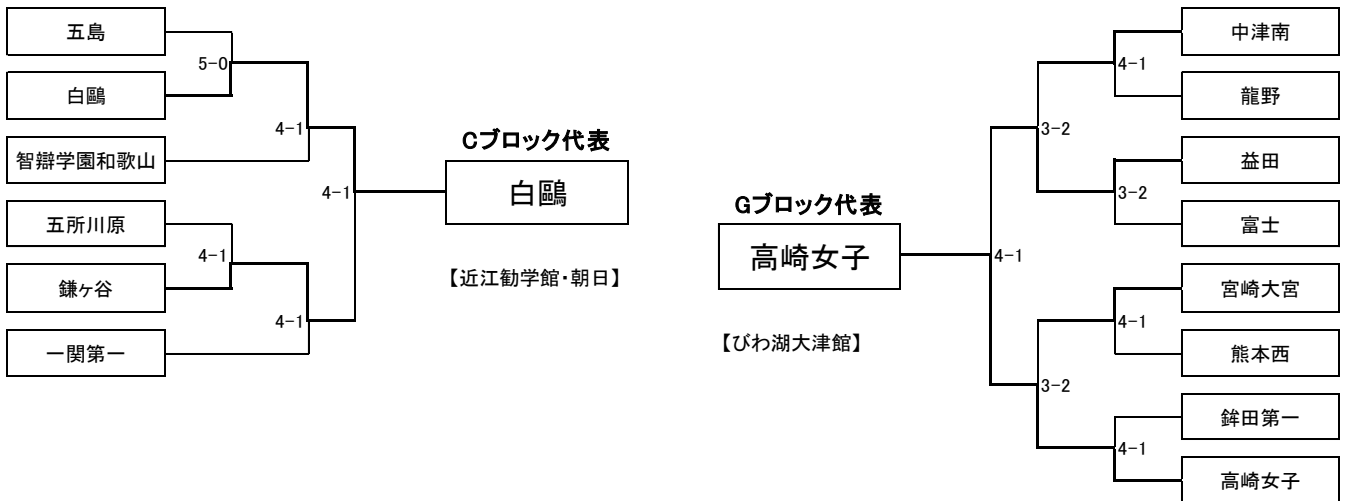 五島
5-0
白鷗
4-1
智辯学園和歌山
4-1
五所川原
4-1
鎌ヶ谷
4-1
一関第一
Cブロック代表
白鷗
【近江勧学館・朝日】
Gブロック代表
高崎女子
【びわ湖大津館】
4-1
中津南
4-1
龍野
3-2
益田
3-2
富士
宮崎大宮
4-1
熊本西
3-2
鉾田第一
4-1
高崎女子